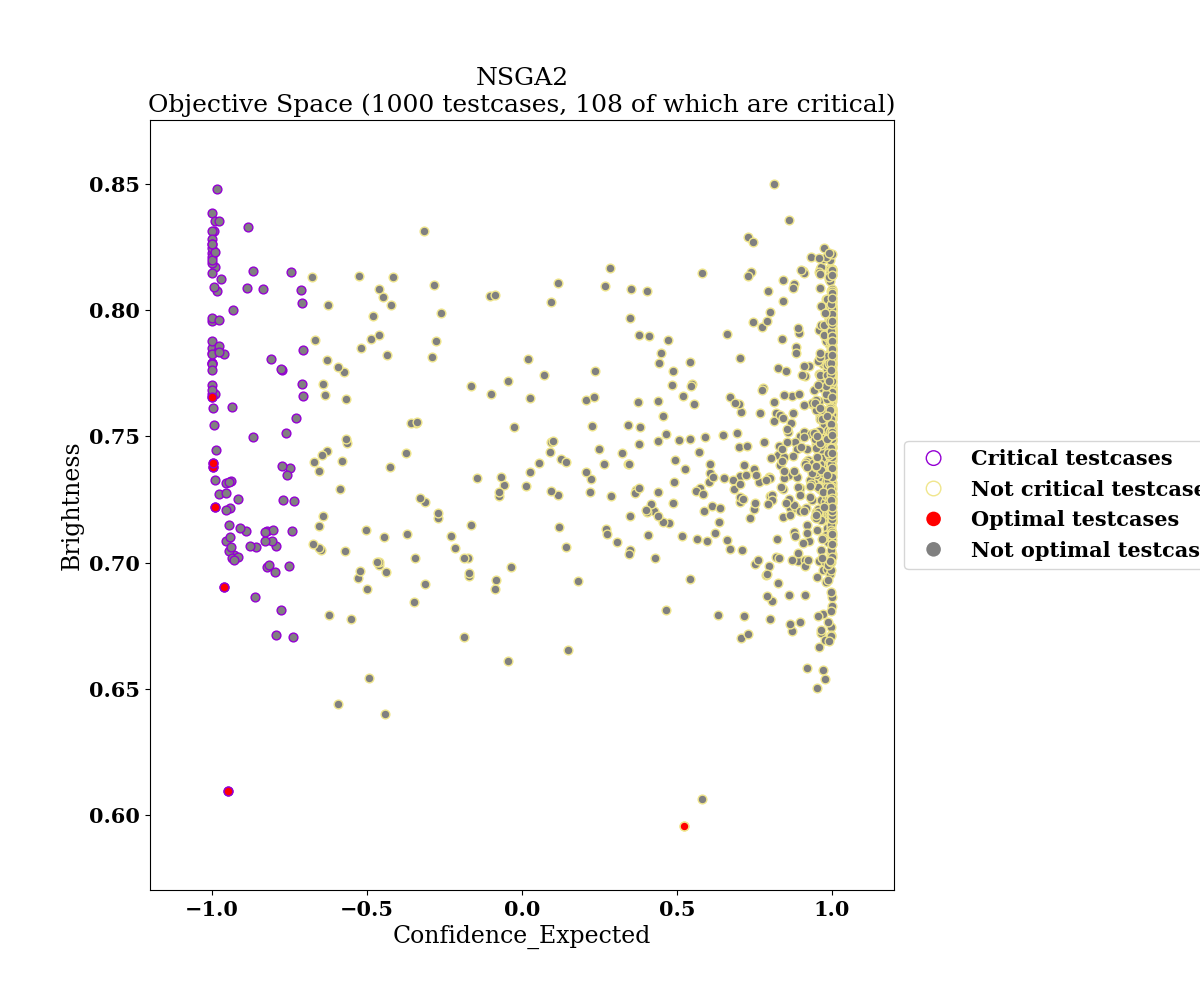 NSGA2
Objective Space (1000 testcases, 108 of which are critical)
Brightness
0.85
0.80
0.75
0.70
0.65
0.60
−1.0 −0.5 0.0 0.5 1.0
Confidence_Expected
Critical testcases
Not critical testcase
Optimal testcases
Not optimal testcas